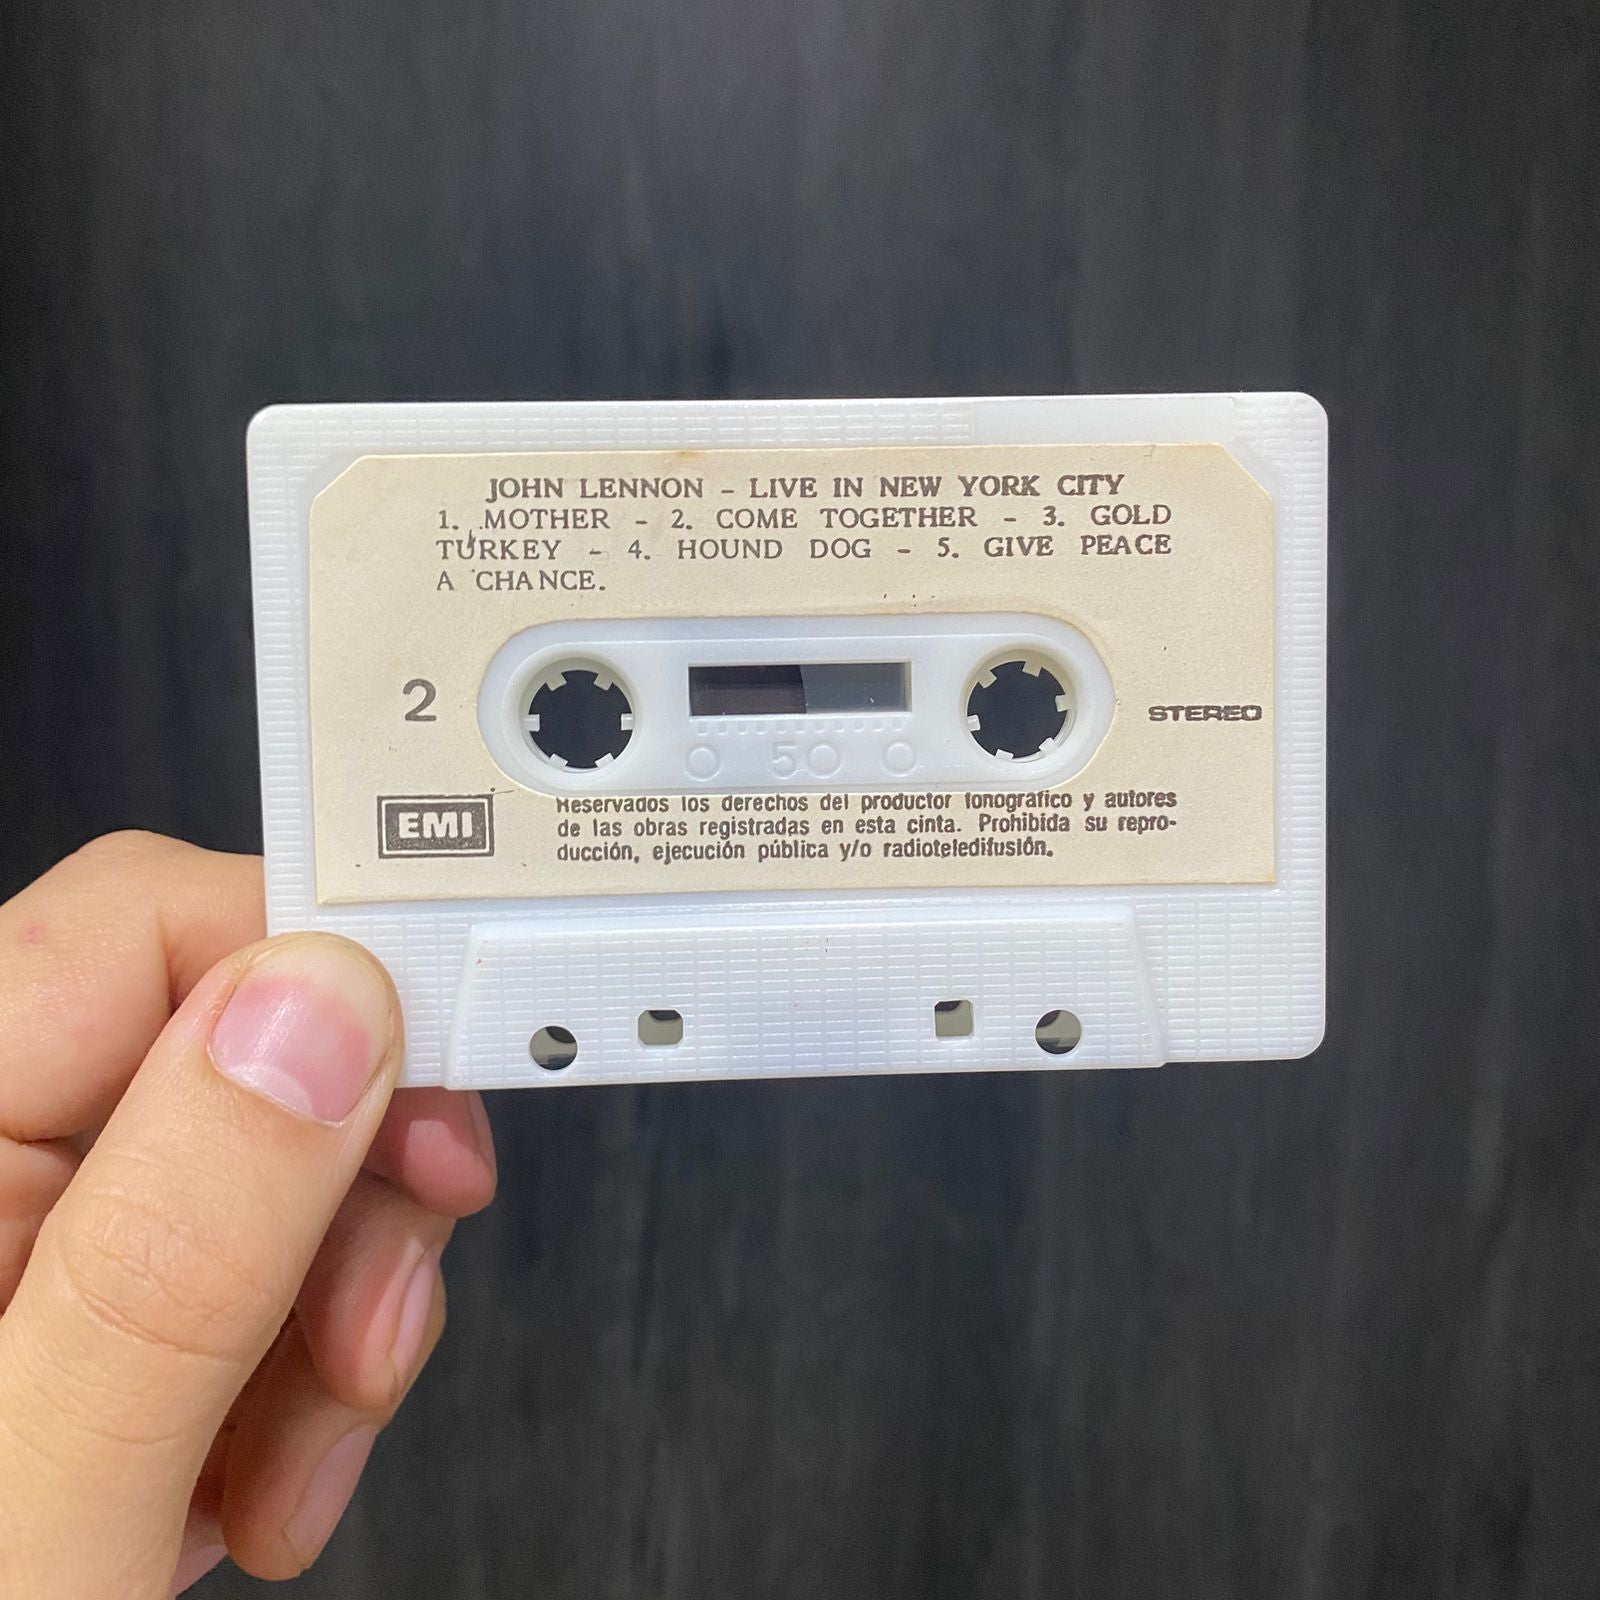 JOHN LENNON - LIVE IN NEW YORK CITY
1. MOTHER - 2. COME TOGETHER - 3. GOLD
TURKEY - 4. HOUND DOG - 5. GIVE PEACE
A CHANCE.
2
STEREO
50
EMI
Reservados los derechos del productor fonográfico y autores
de las obras registradas en esta cinta. Prohibida su repro-
ducción, ejecución pública y/o radioteledifusión.